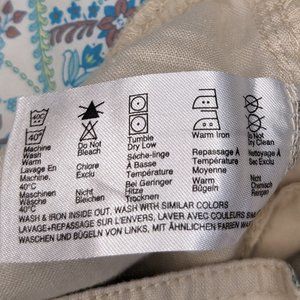 40C
40°
Machine Wash Warm
Do Not Bleach
Tumble Dry Low
Warm Iron
Do Not Dry Clean
Lavage En Machine, 40°C
Chlore Exclu
Séche-linge À Basse Température
Repassage À Température Moyenne
Nettoyage À Sec Exclu
Maschinen Wäsche 40°C
Nicht Bleichen
Bei Geringer Hitze Trocknen
Warm Bügeln
Nicht Chemisch Reinigen
WASH & IRON INSIDE OUT, WASH WITH SIMILAR COLORS
LAVAGE+REPASSAGE SUR L'ENVERS, LAVER AVEC COULEURS
WASCHEN UND BÜGELN VON LINKS, MIT ÄHNLICHEN FARBEN